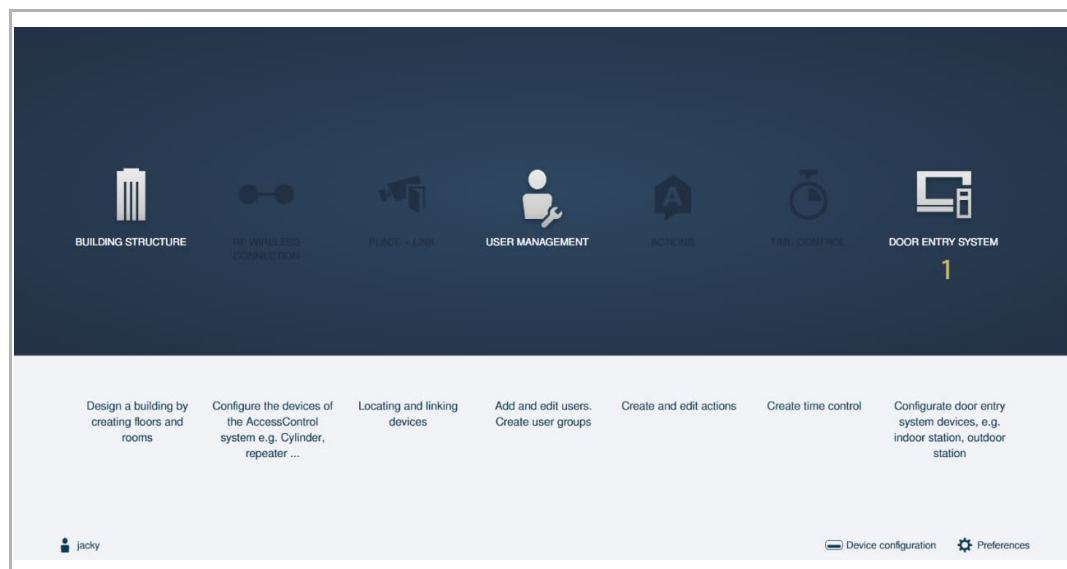 BUILDING STRUCTURE
RF WIRELESS
CONNECTION
PLACE + LINK
USER MANAGEMENT
ACTIONS
TIME CONTROL
DOOR ENTRY SYSTEM
1
Design a building by
creating floors and
rooms
Configure the devices of
the AccessControl
system e.g. Cylinder,
repeater ...
Locating and linking
devices
Add and edit users.
Create user groups
Create and edit actions
Create time control
Configurate door entry
system devices, e.g.
indoor station, outdoor
station
jacky
Device configuration
Preferences